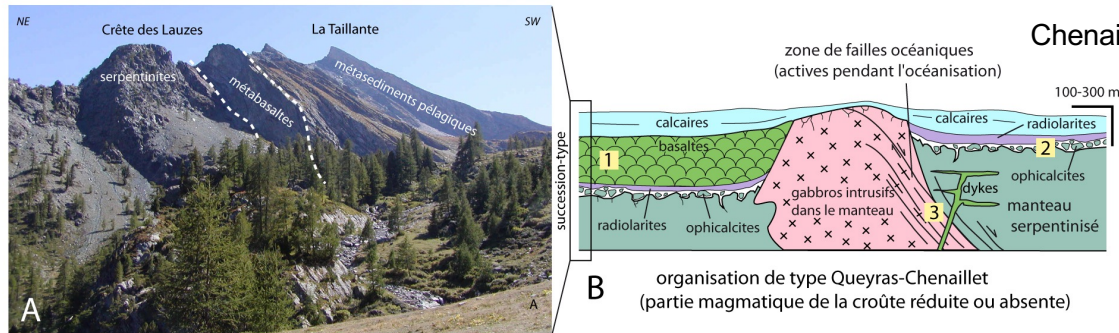 NE
SW
Crête des Lauzes
La Taillante
serpentinites
métabasaltes
métasediments pélagiques
A
A
succession-type
Chenai
zone de failles océaniques
(actives pendant l'océanisation)
100-300 m
calcaires
calcaires
radiolarites
basaltes
1
2
ophicalcites
gabbros intrusifs
dans le manteau
dykes
3
manteau
serpentinisé
radiolarites
ophicalcites
B
organisation de type Queyras-Chenaillet
(partie magmatique de la croûte réduite ou absente)